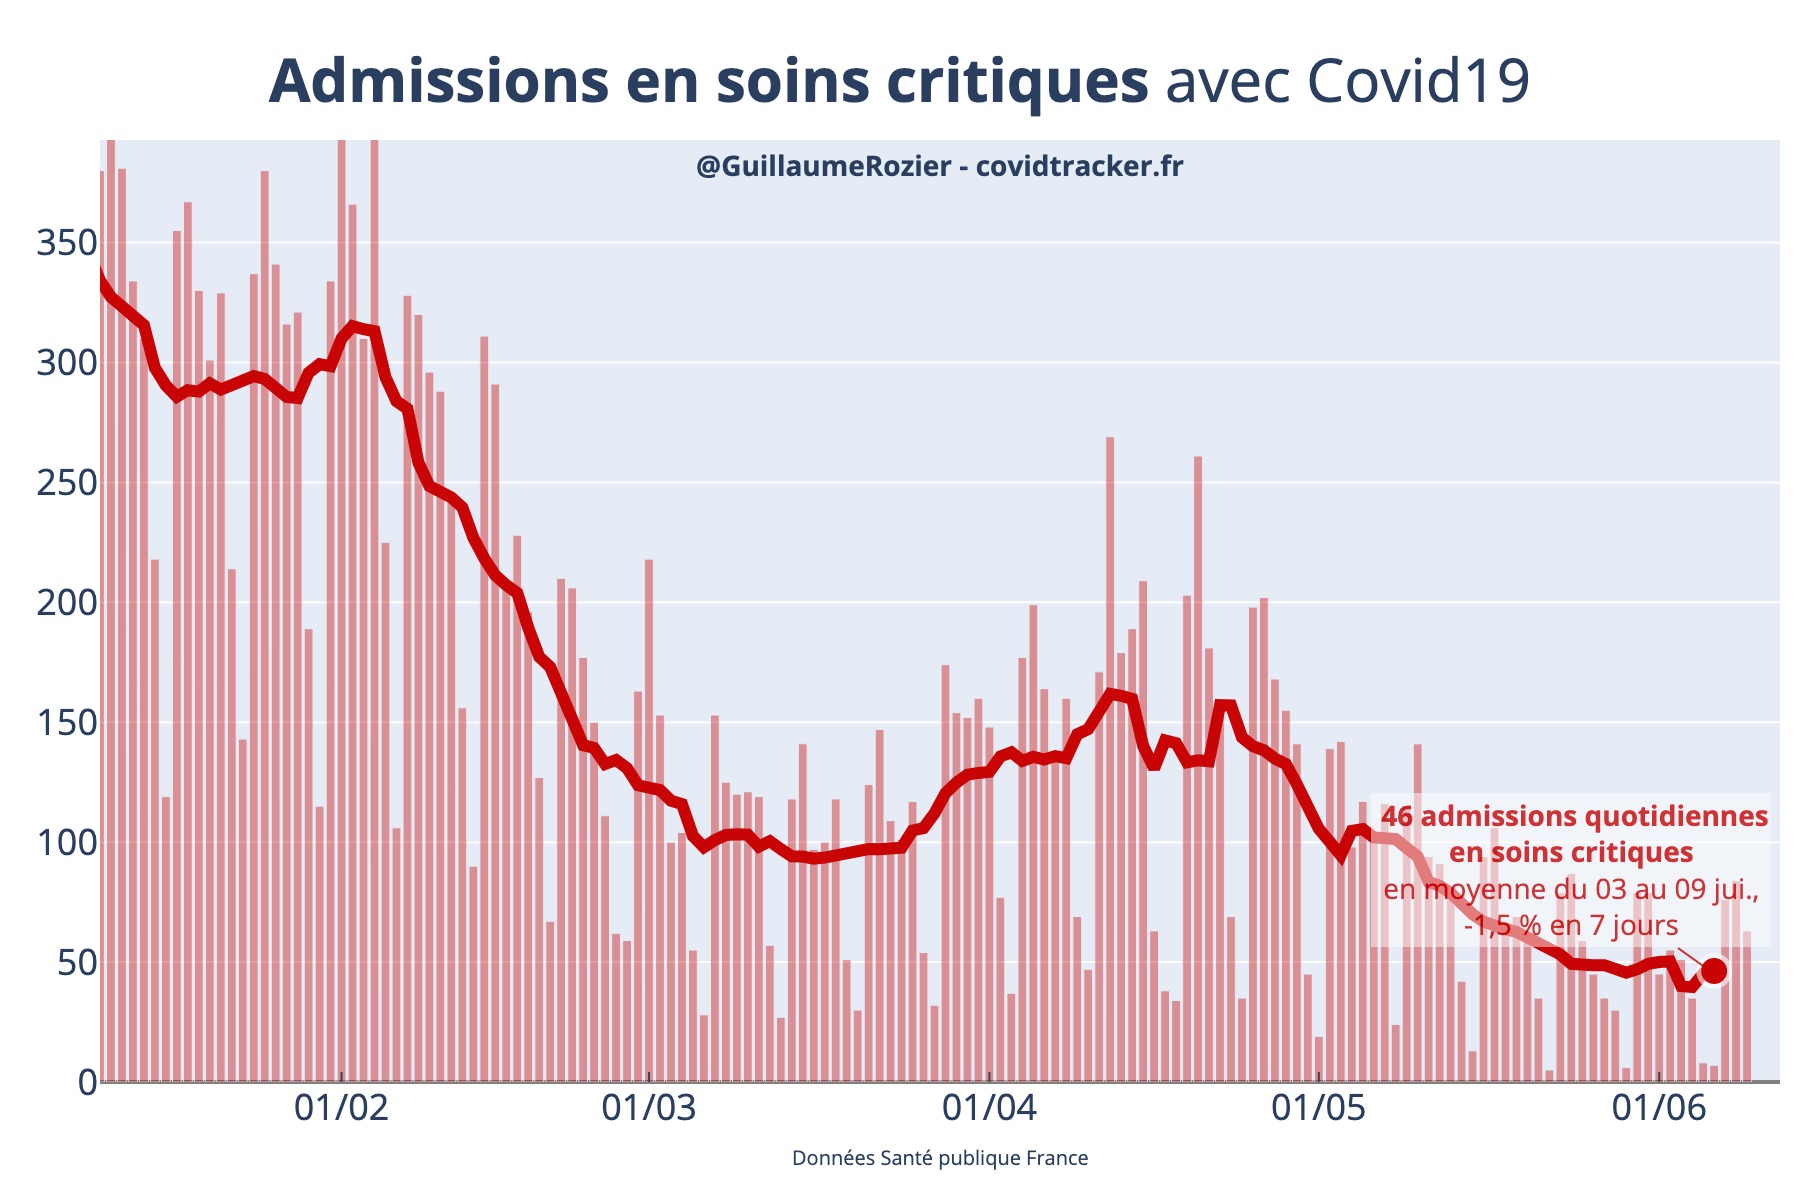 Admissions en soins critiques avec Covid19
@GuillaumeRozier - covidtracker.fr
350
300
250
200
150
100
50
0
46 admissions quotidiennes
en soins critiques
en moyenne du 03 au 09 jui.,
-1,5 % en 7 jours
01/02 01/03 01/04 01/05 01/06
Données Santé publique France